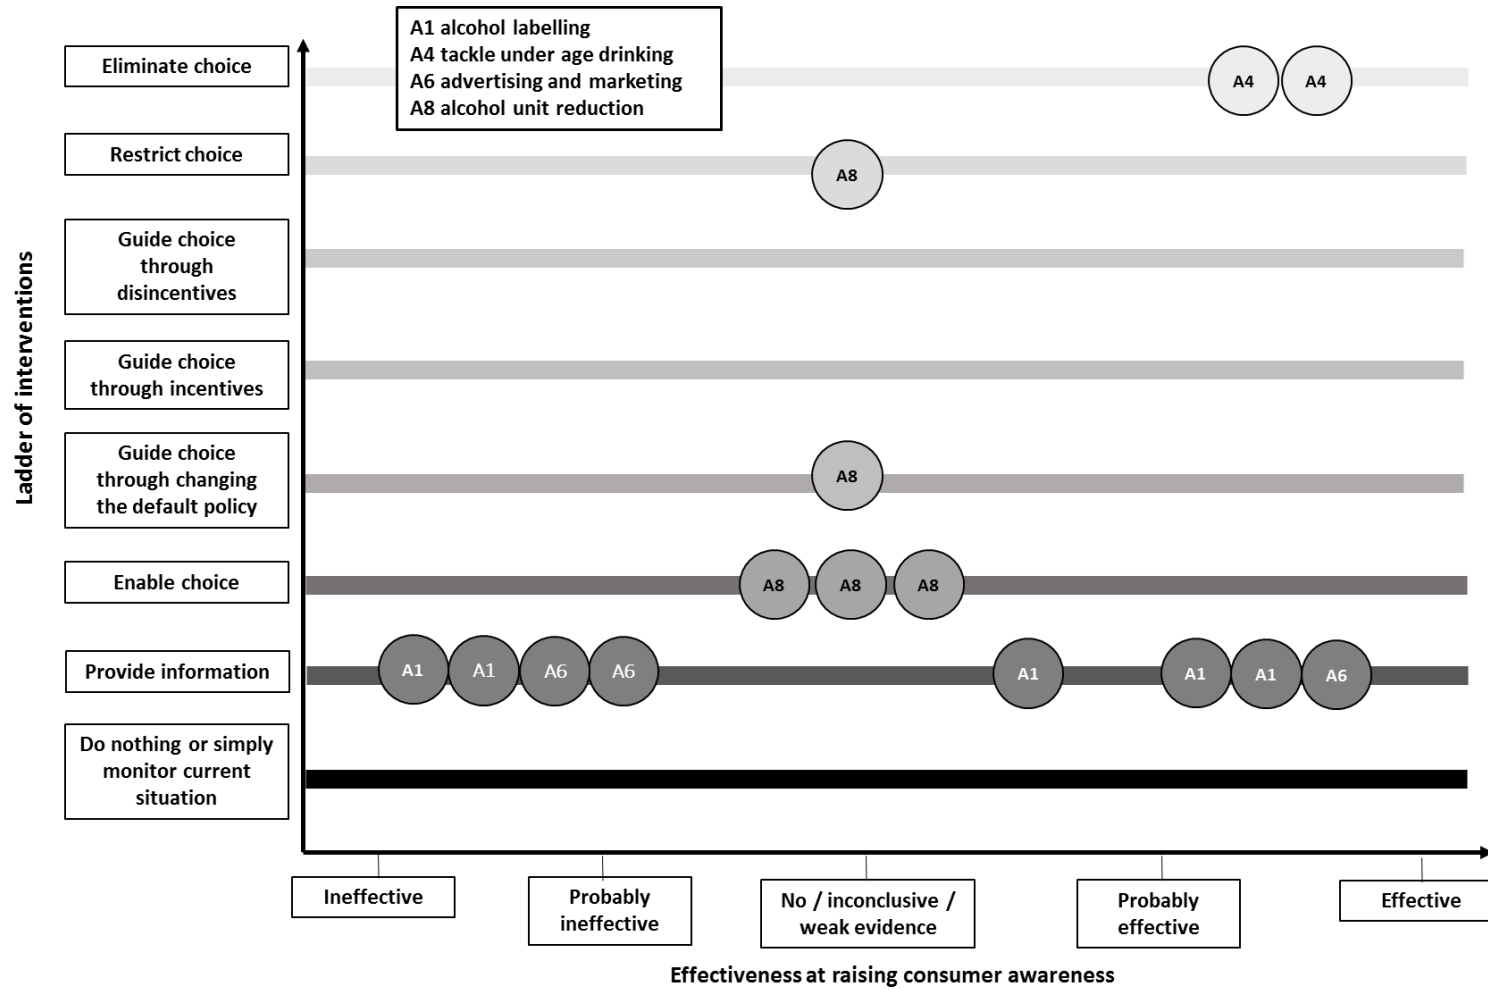 A1 alcohol labelling
A4 tackle under age drinking
A6 advertising and marketing
A8 alcohol unit reduction
Ladder of interventions
Eliminate choice
A4 A4
Restrict choice
A8
Guide choice
through
disincentives
Guide choice
through incentives
Guide choice
through changing
the default policy
A8
Enable choice
A8 A8 A8
Provide information
A1 A1 A6 A6 A1 A1 A1 A6
Do nothing or simply
monitor current
situation
Ineffective
Probably
ineffective
No / inconclusive /
weak evidence
Probably
effective
Effective
Effectiveness at raising consumer awareness